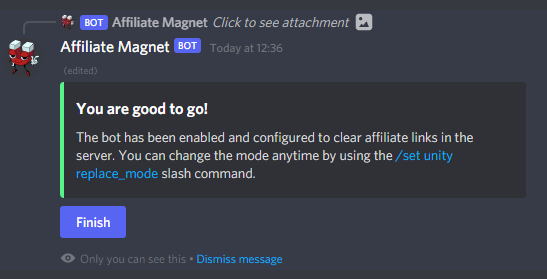 BOT Affiliate Magnet Click to see attachment
Affiliate Magnet BOT Today at 12:36
(edited)
You are good to go!
The bot has been enabled and configured to clear affiliate links in the
server. You can change the mode anytime by using the /set unity
replace_mode slash command.
Finish
Only you can see this • Dismiss message